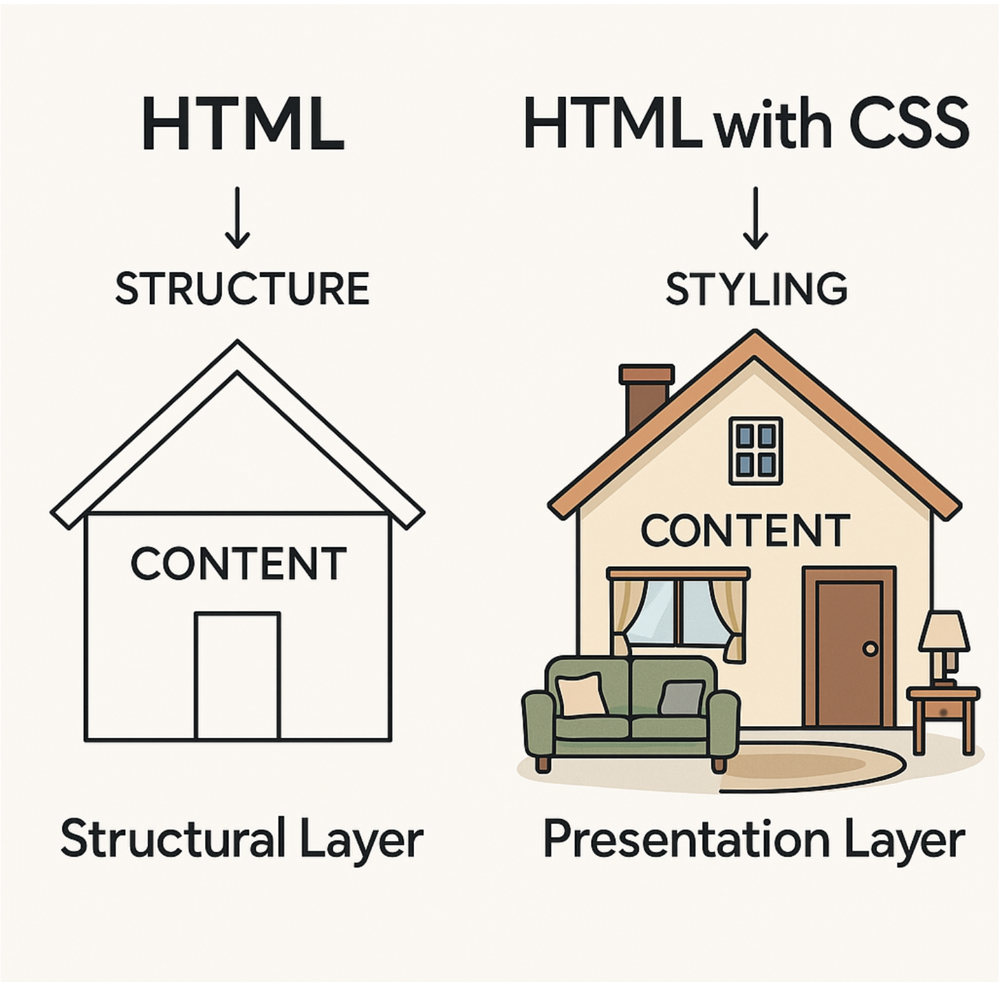 HTML
STRUCTURE
CONTENT
Structural Layer
HTML with CSS
STYLING
CONTENT
Presentation Layer